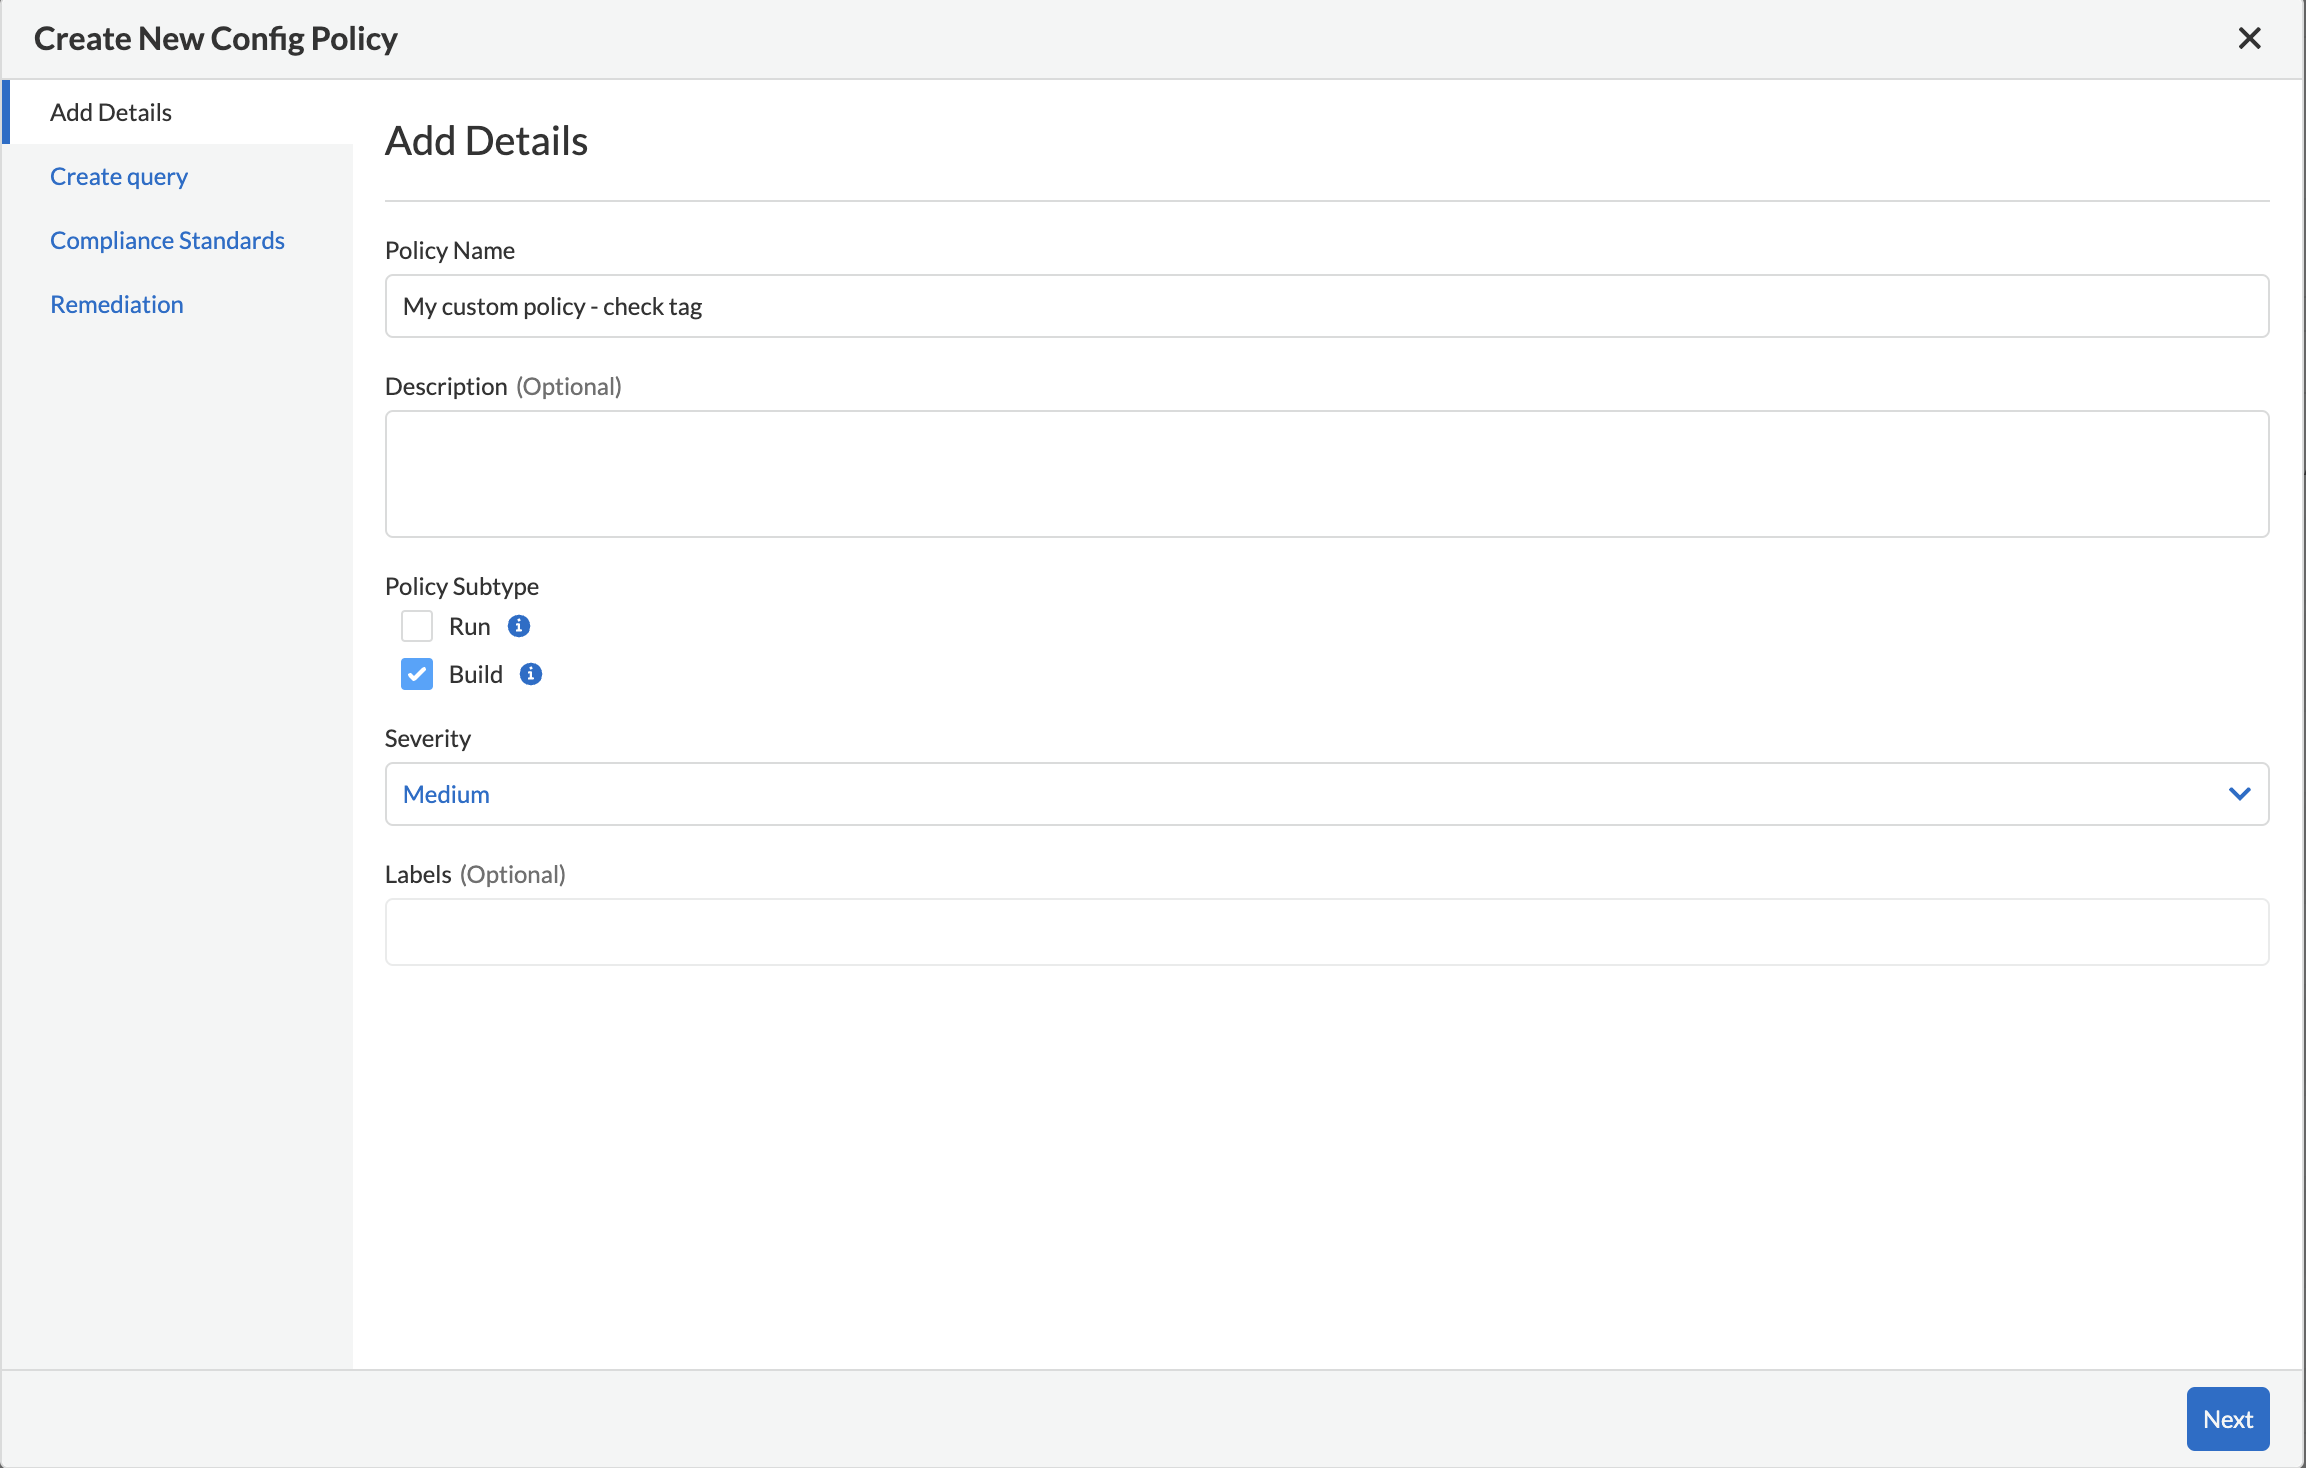 Create New Config Policy
Add Details
Create query
Compliance Standards
Remediation
Add Details
Policy Name
My custom policy - check tag
Description (Optional)
Policy Subtype
Run
Build
Severity
Medium
Labels (Optional)
Next